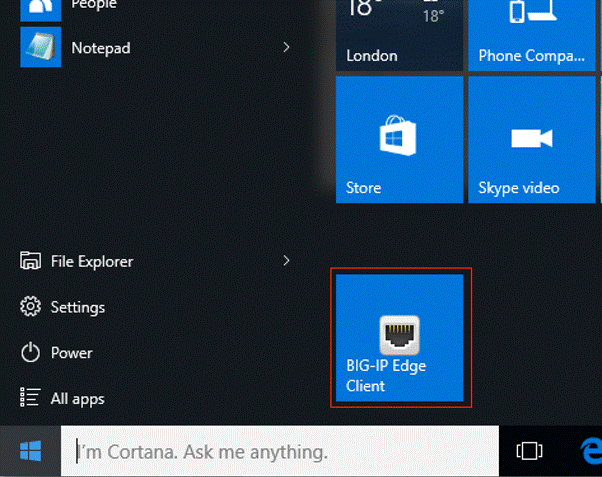 People
Notepad
18°
18°
London
Phone Compa...
Store
Skype video
File Explorer
Settings
Power
All apps
BIG-IP Edge
Client
I'm Cortana. Ask me anything.